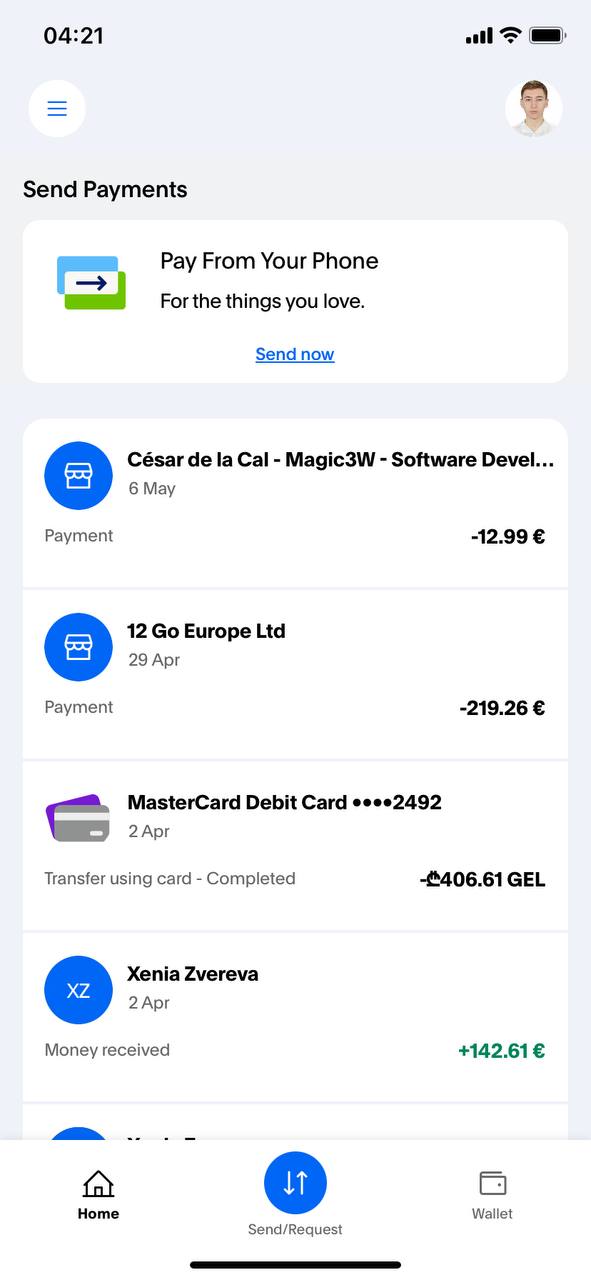 04:21
Send Payments
Pay From Your Phone
For the things you love.
Send now
César de la Cal - Magic3W - Software Devel...
6 May
Payment
-12.99 €
12 Go Europe Ltd
29 Apr
Payment
-219.26 €
MasterCard Debit Card ••••2492
2 Apr
Transfer using card - Completed
-₾406.61 GEL
XZ
Xenia Zvereva
2 Apr
Money received
+142.61 €
Home
Send/Request
Wallet